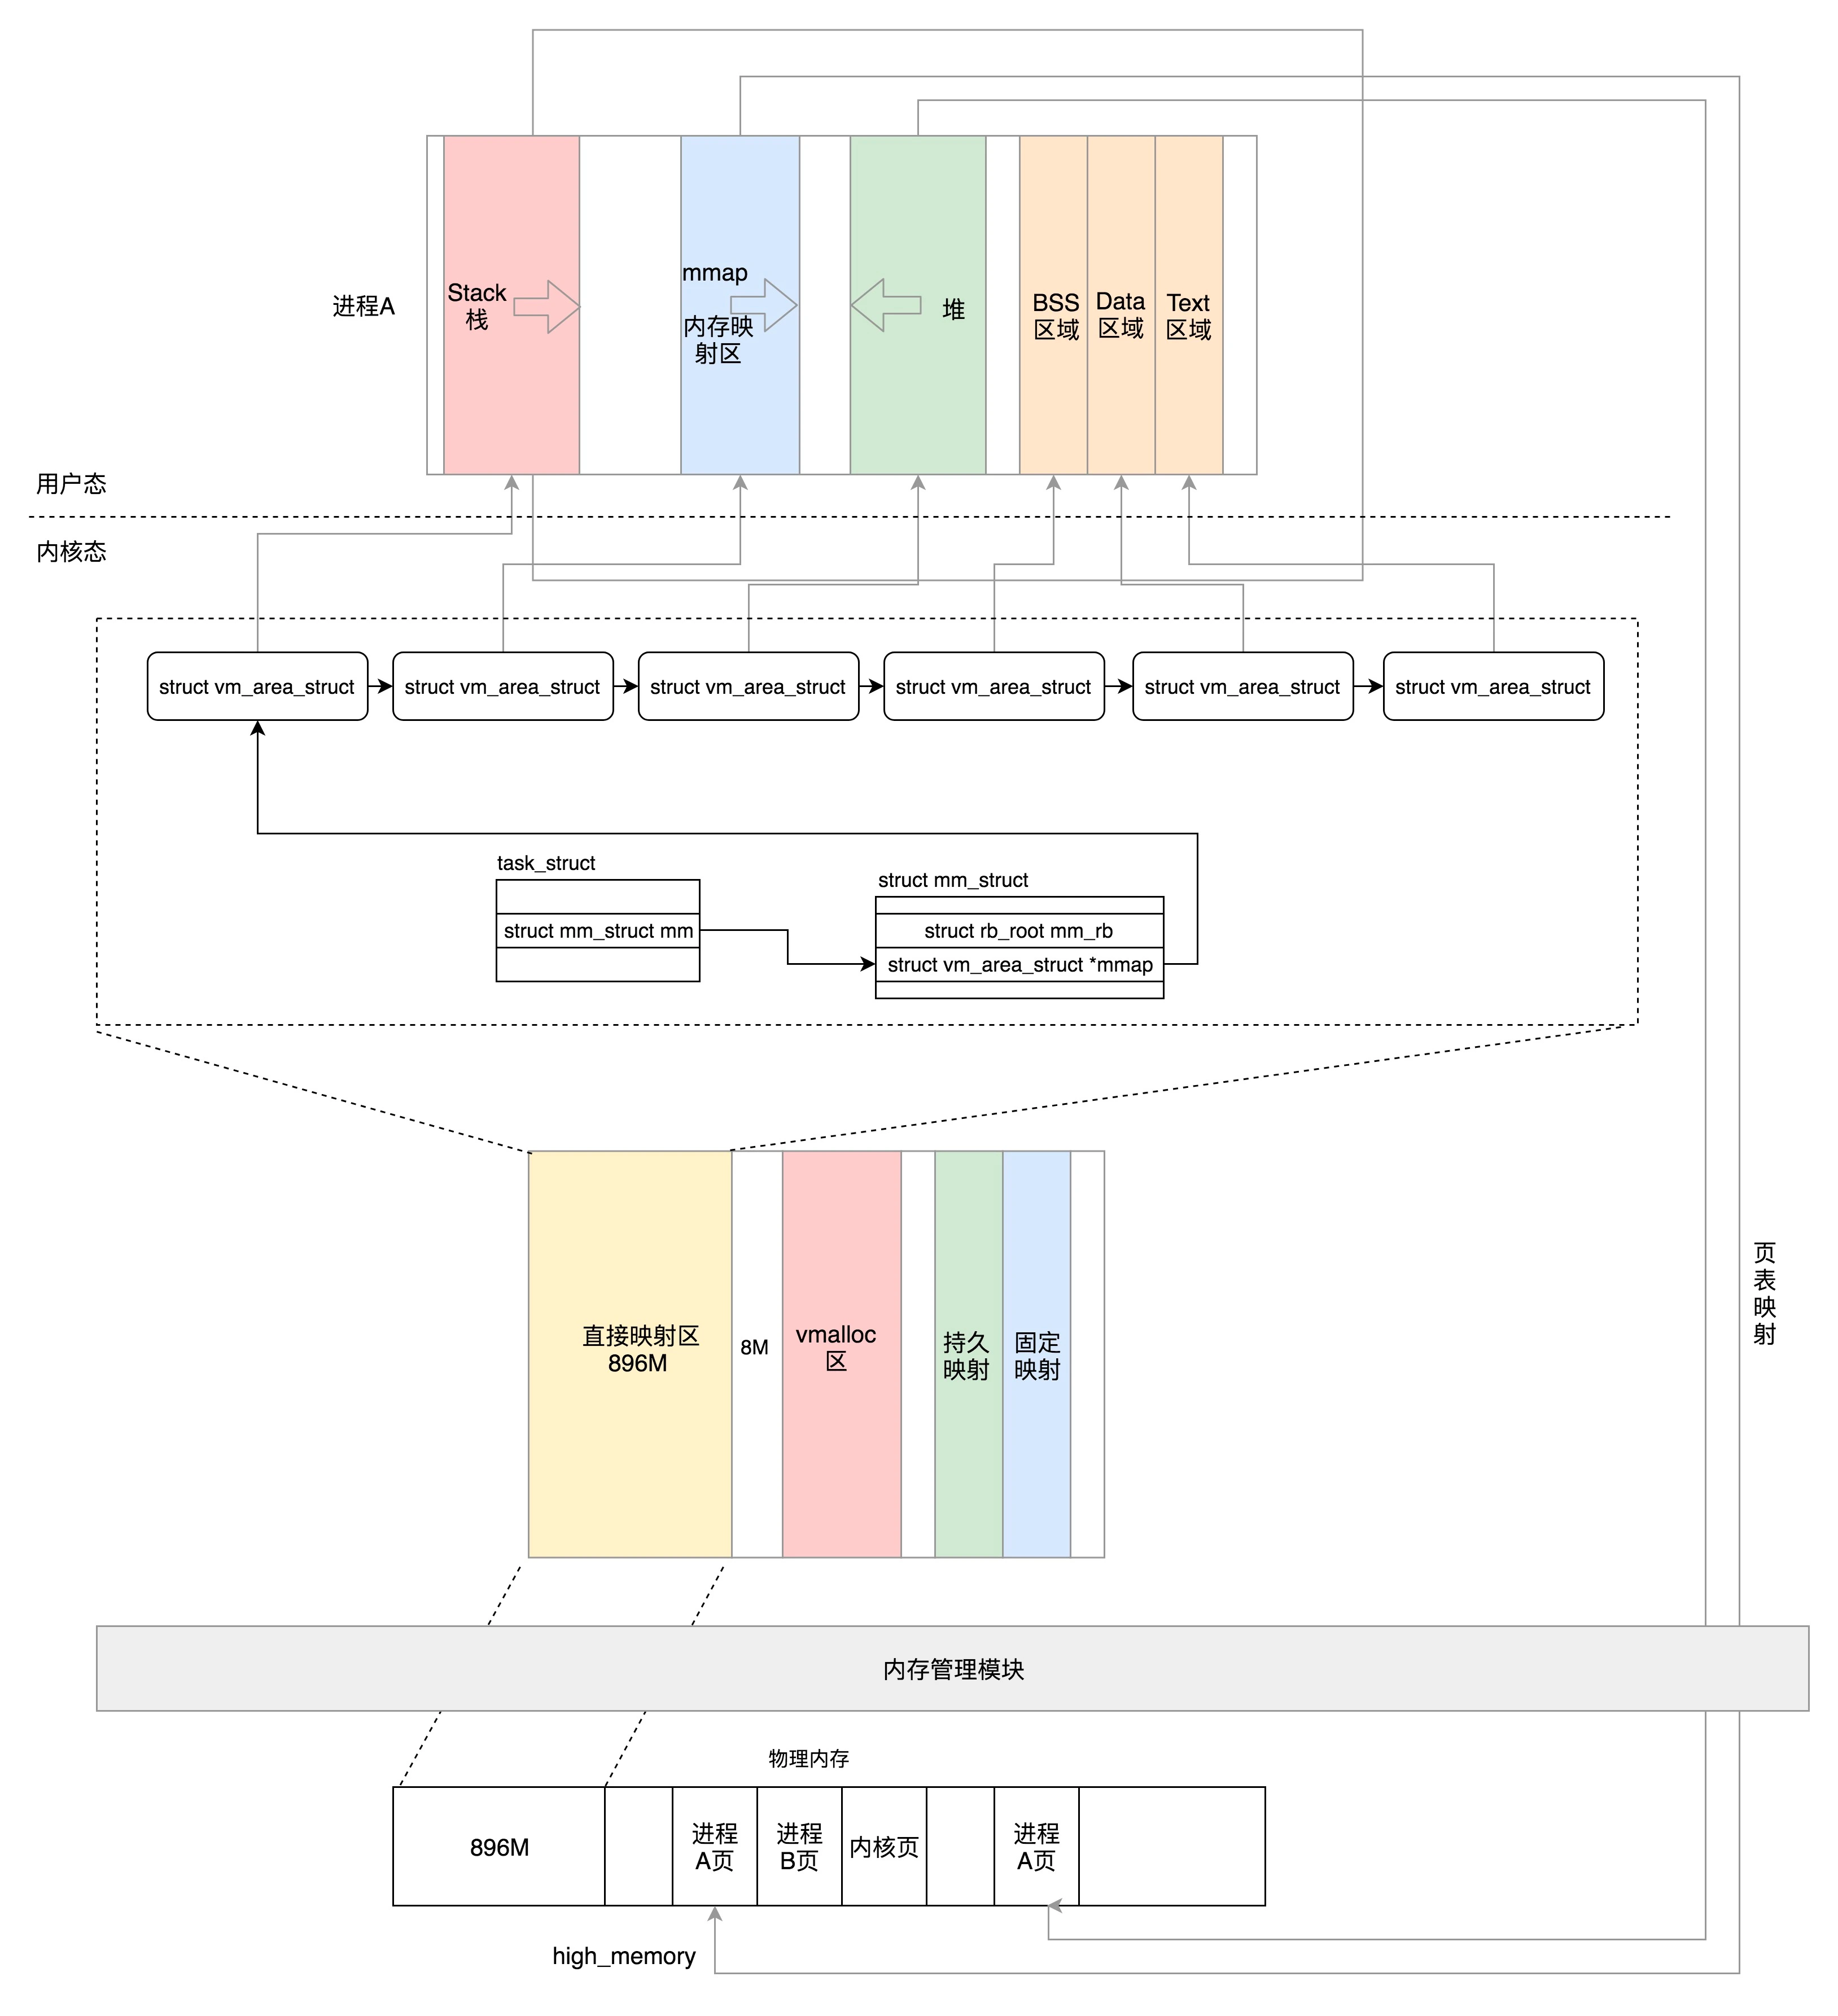 进程A
Stack
栈
mmap
内存映
射区
堆
BSS
区域
Data
区域
Text
区域
用户态
内核态
struct vm_area_struct
struct vm_area_struct
struct vm_area_struct
struct vm_area_struct
struct vm_area_struct
struct vm_area_struct
task_struct
struct mm_struct mm
struct mm_struct
struct rb_root mm_rb
struct vm_area_struct *mmap
直接映射区
896M
8M
vmalloc
区
持久
映射
固定
映射
页
表
映
射
内存管理模块
物理内存
896M
进程
A页
进程
B页
内核页
进程
A页
high_memory